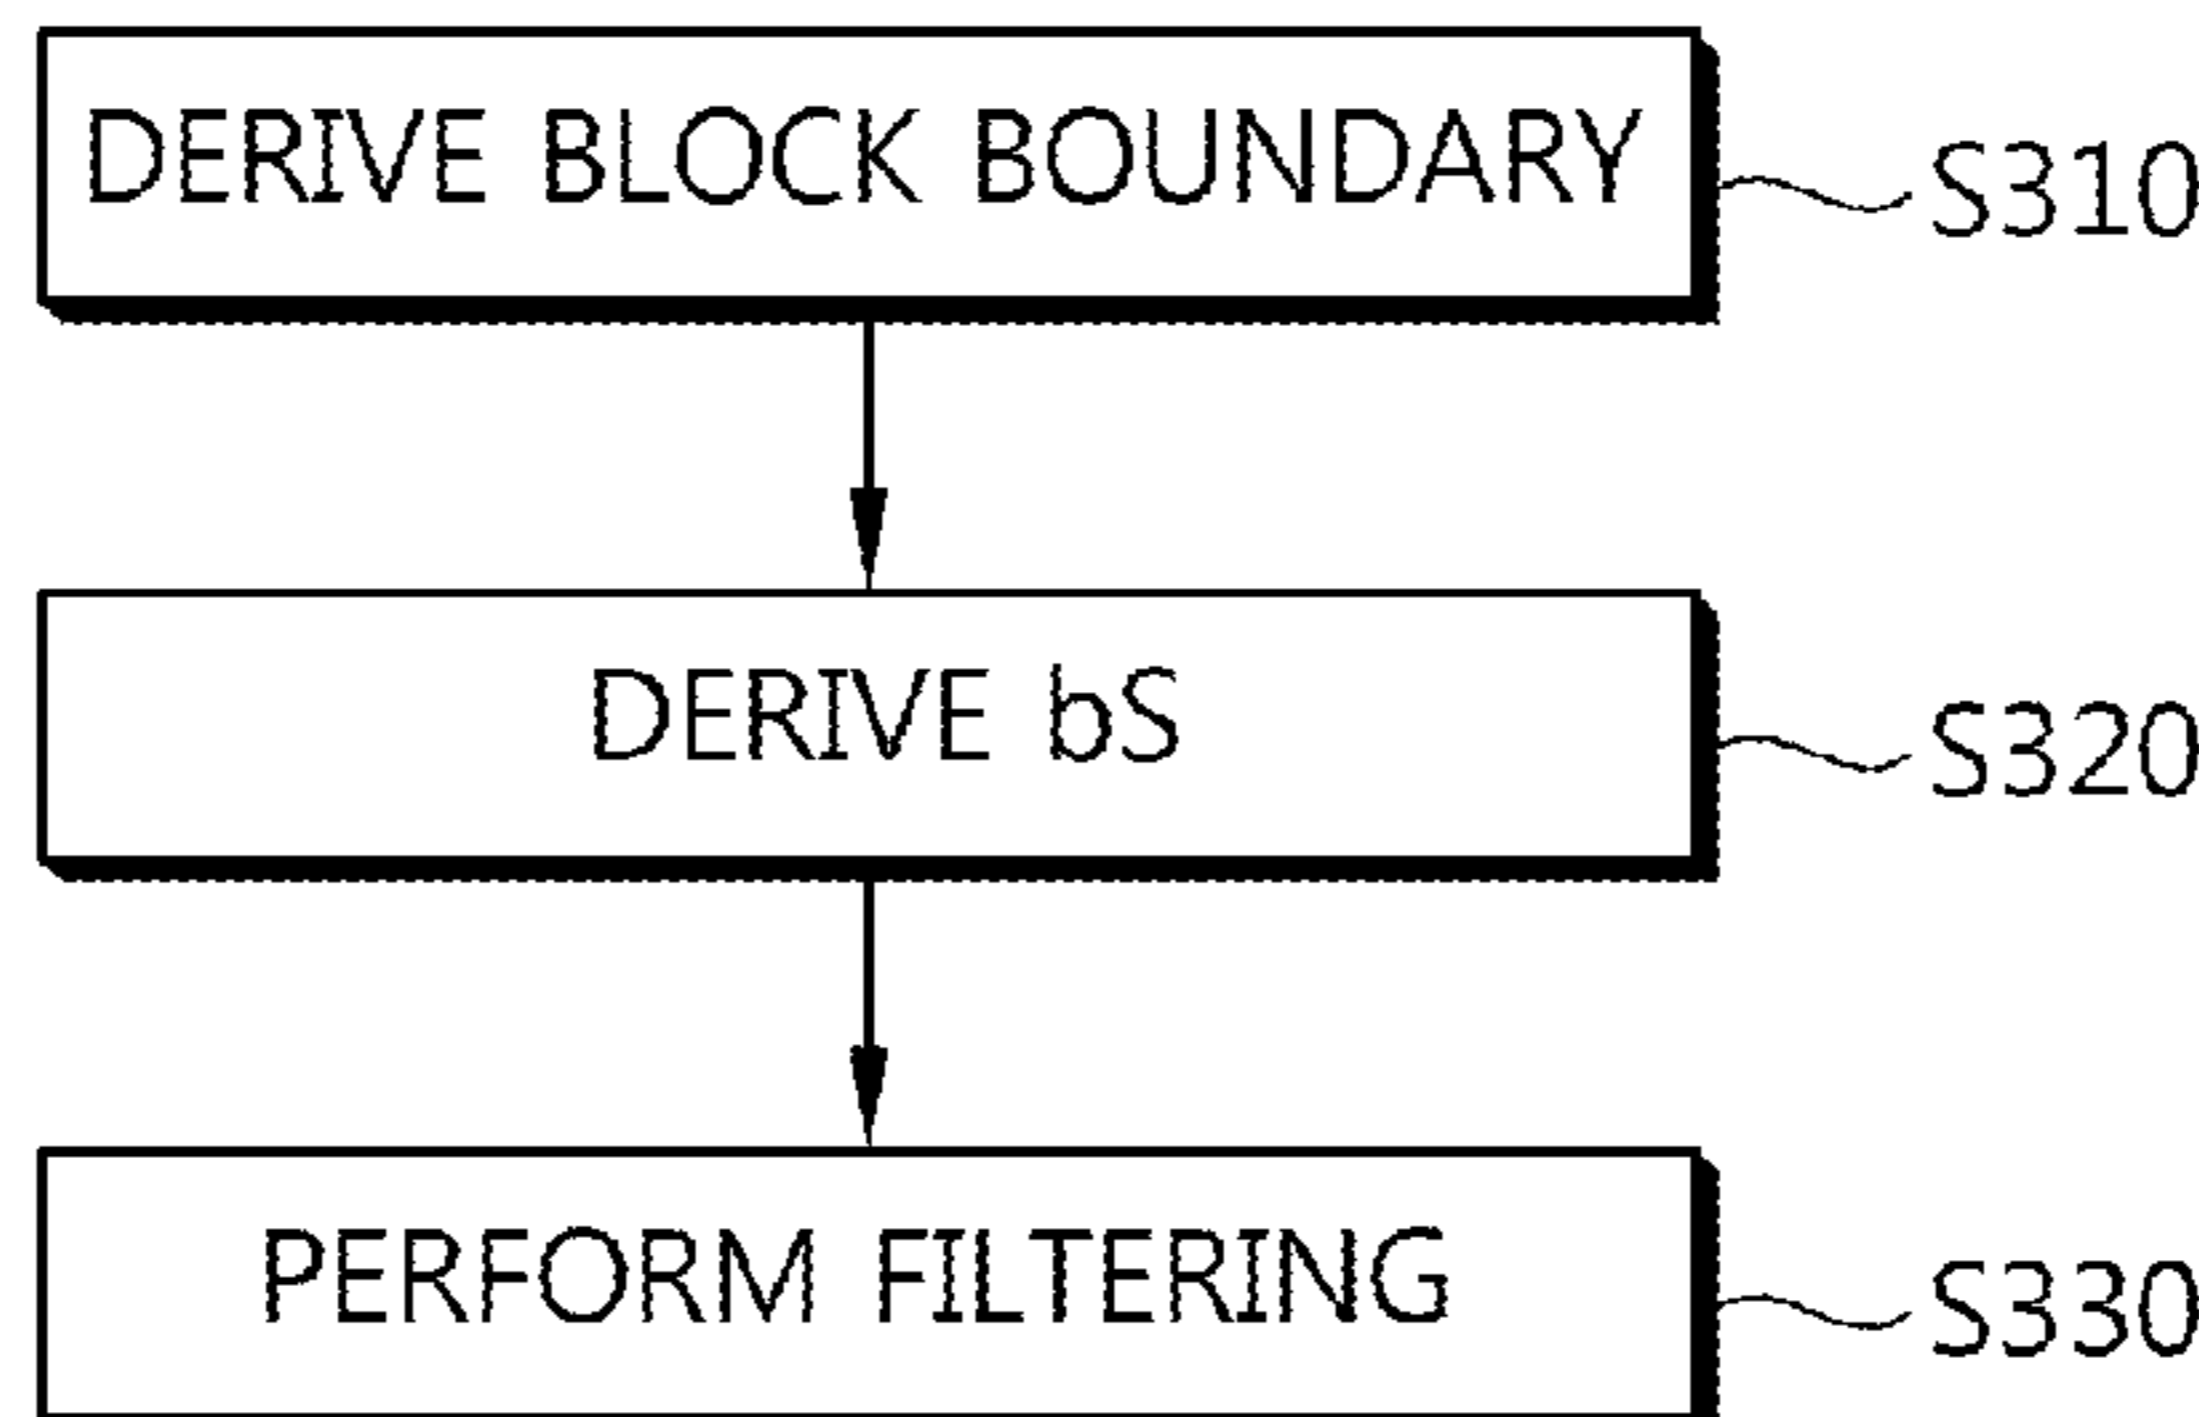 DERIVE BLOCK BOUNDARY
S310
DERIVE bS
S320
PERFORM FILTERING
S330